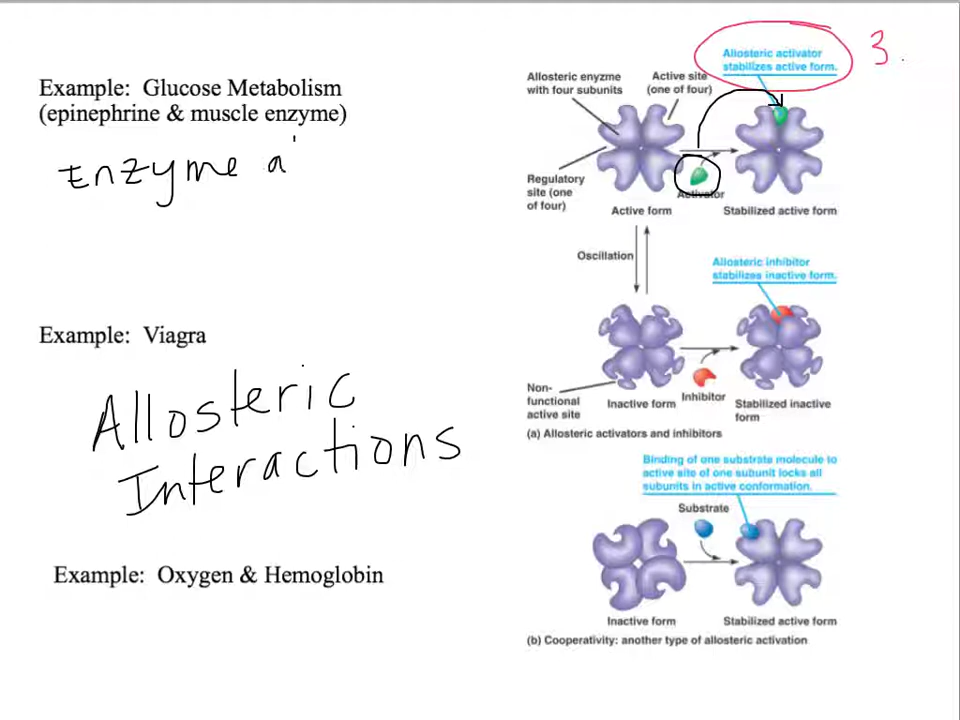 Example: Glucose Metabolism
(epinephrine & muscle enzyme)
Enzyme a
Example: Viagra
Allosteric
Interactions
Example: Oxygen & Hemoglobin
3.
Allosteric activator
stabilizes active form.
Allosteric enyzme
with four subunits
Active site
(one of four)
Regulatory
site (one
of four)
Activator
Active form
Stabilized active form
Oscillation
Allosteric inhibitor
stabilizes inactive form.
Non-
functional
active site
Inactive form
Inhibitor
Stabilized inactive
form
(a) Allosteric activators and inhibitors
Binding of one substrate molecule to
active site of one subunit locks all
subunits in active conformation.
Substrate
Inactive form
Stabilized active form
(b) Cooperativity: another type of allosteric activation